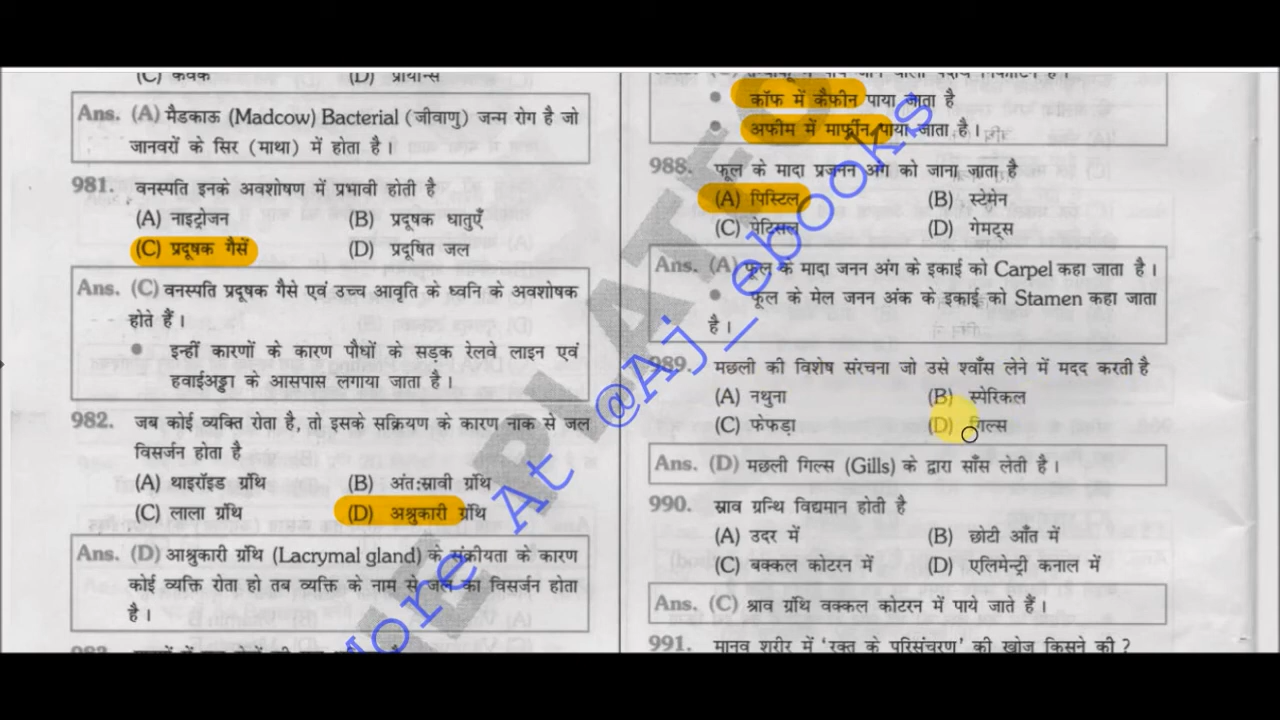 (C) कवक (D) प्रायॉन्स
Ans. (A) मैडकाऊ (Madcow) Bacterial (जीवाणु) जन्म रोग है जो
जानवरों के सिर (माथा) में होता है।
981. वनस्पति इनके अवशोषण में प्रभावी होती है
(A) नाइट्रोजन (B) प्रदूषक धातुएँ
(C) प्रदूषक गैसें (D) प्रदूषित जल
Ans. (C) वनस्पति प्रदूषक गैसे एवं उच्च आवृति के ध्वनि के अवशोषक
होते हैं।
● इन्हीं कारणों के कारण पौधों के सड़क रेलवे लाइन एवं
हवाईअड्डा के आसपास लगाया जाता है।
982. जब कोई व्यक्ति रोता है, तो इसके सक्रियण के कारण नाक से जल
विसर्जन होता है
(A) थाइरॉइड ग्रंथि (B) अंतःस्रावी ग्रंथि
(C) लाला ग्रंथि (D) अश्रुकारी ग्रंथि
Ans. (D) आश्रुकारी ग्रंथि (Lacrymal gland) के संक्रीयता के कारण
कोई व्यक्ति रोता हो तब व्यक्ति के नाम से जल का विसर्जन होता
है।
● कॉफ में कैफीन पाया जाता है
● अफीम में मार्फीन पाया जाता है।
988. फूल के मादा प्रजनन अंग को जाना जाता है
(A) पिस्टिल (B) स्टेमेन
(C) पेटिसल (D) गेमट्स
Ans. (A) फूल के मादा जनन अंग के इकाई को Carpel कहा जाता है।
● फूल के मेल जनन अंक के इकाई को Stamen कहा जाता
है।
989. मछली की विशेष संरचना जो उसे श्वाँस लेने में मदद करती है
(A) नथुना (B) स्पेरिकल
(C) फेफड़ा (D) गिल्स
Ans. (D) मछली गिल्स (Gills) के द्वारा साँस लेती है।
990. स्राव ग्रन्थि विद्यमान होती है
(A) उदर में (B) छोटी आँत में
(C) बक्कल कोटरन में (D) एलिमेन्ट्री कनाल में
Ans. (C) श्राव ग्रंथि वक्कल कोटरन में पाये जाते हैं।
991. मानव शरीर में 'रक्त के परिसंचरण' की खोज किसने की ?
More At @Aj_ebooks